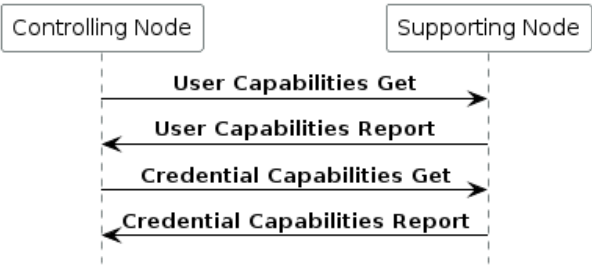 Controlling Node
Supporting Node
User Capabilities Get
User Capabilities Report
Credential Capabilities Get
Credential Capabilities Report